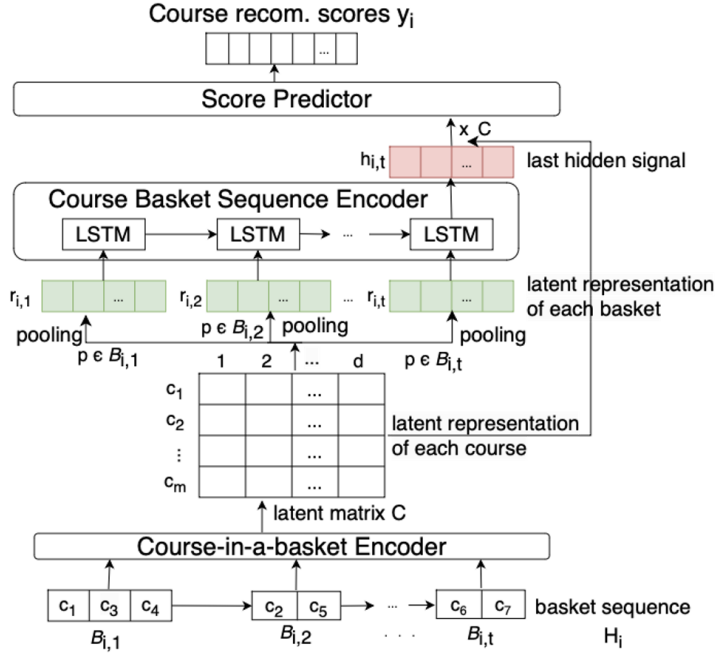 Course recom. scores yᵢ
...
Score Predictor
x C
hᵢ,ₜ ... last hidden signal
Course Basket Sequence Encoder
LSTM LSTM ... LSTM
rᵢ,₁ ... rᵢ,₂ ... ... rᵢ,ₜ ... latent representation
of each basket
pooling p ϵ Bᵢ,₂ pooling pooling
p ϵ Bᵢ,₁ p ϵ Bᵢ,ₜ
1 2 ... d
c₁ ...
c₂ ... latent representation
of each course
⋮ ...
cₘ ...
latent matrix C
Course-in-a-basket Encoder
c₁ c₃ c₄ c₂ c₅ ... c₆ c₇ basket sequence
Bᵢ,₁ Bᵢ,₂ . . . Bᵢ,ₜ Hᵢ